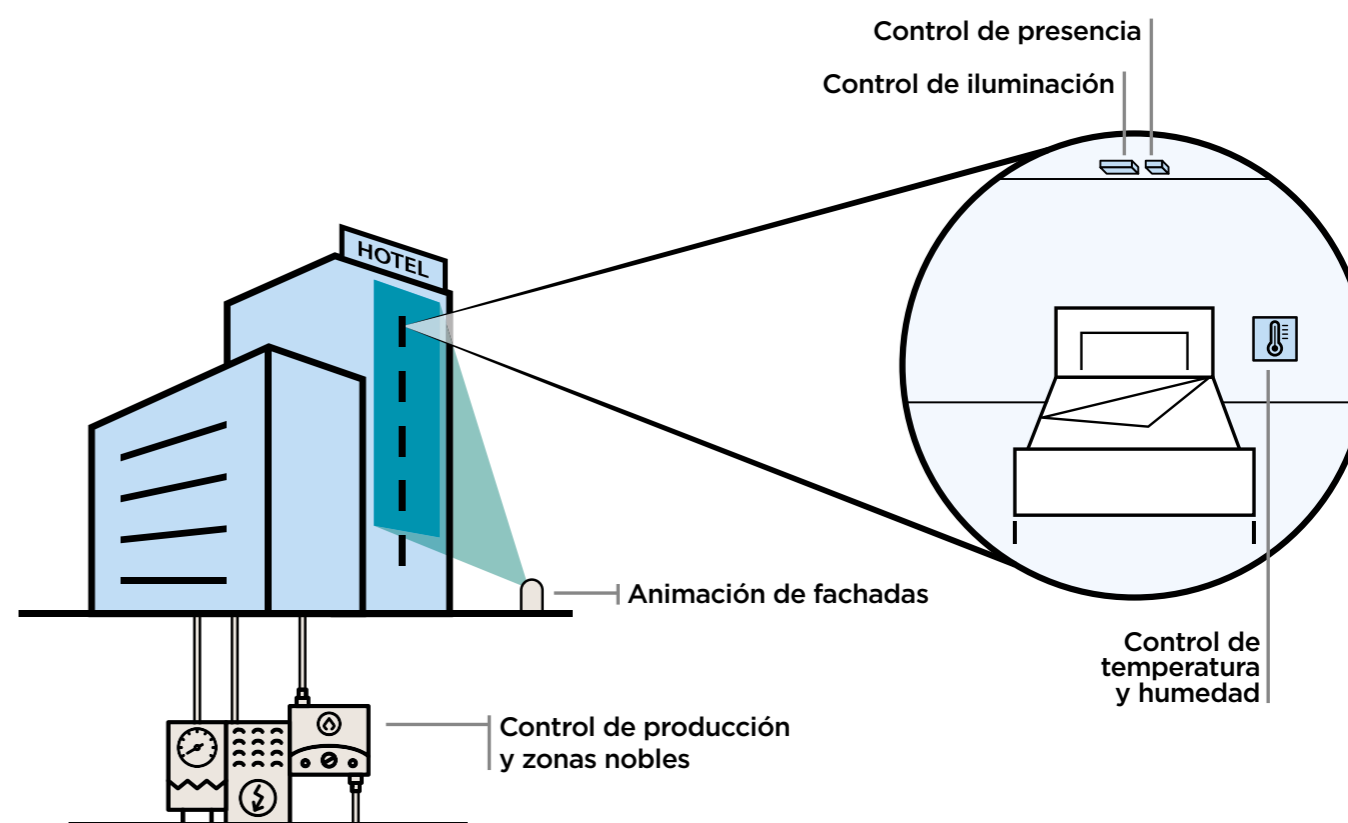 Control de presencia
Control de iluminación
HOTEL
Animación de fachadas
Control de
temperatura
y humedad
Control de producción
y zonas nobles